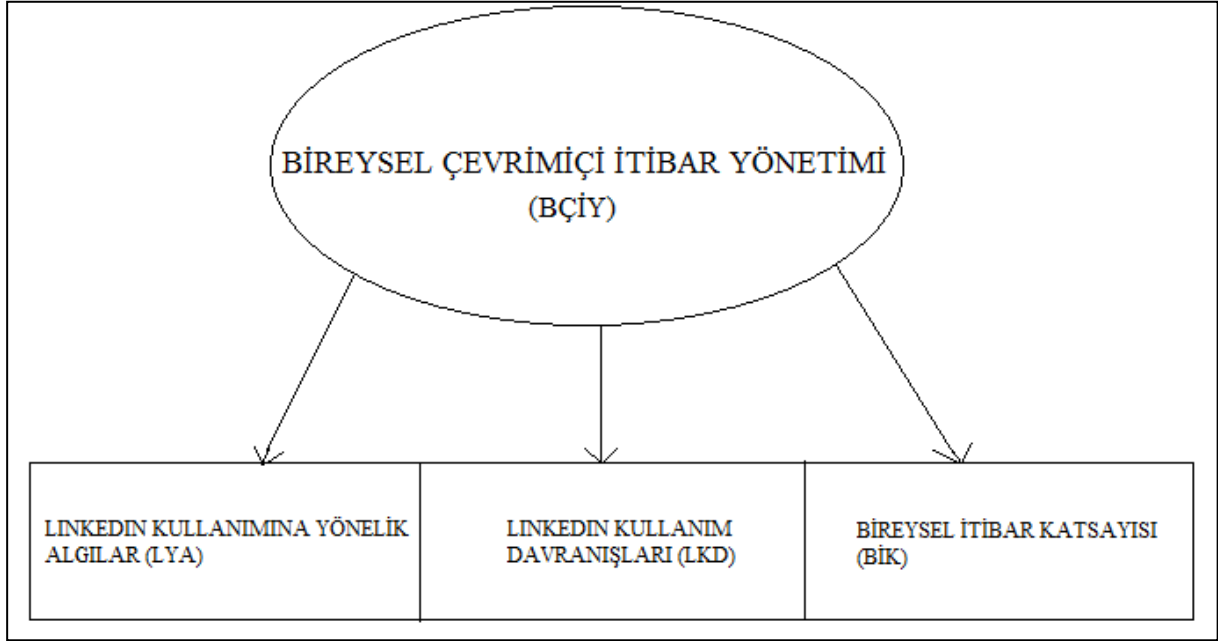 BİREYSEL ÇEVRİMİÇİ İTİBAR YÖNETİMİ
(BÇİY)
LINKEDIN KULLANIMINA YÖNELİK
ALGILAR (LYA)
LINKEDIN KULLANIM
DAVRANIŞLARI (LKD)
BİREYSEL İTİBAR KATSAYISI
(BİK)